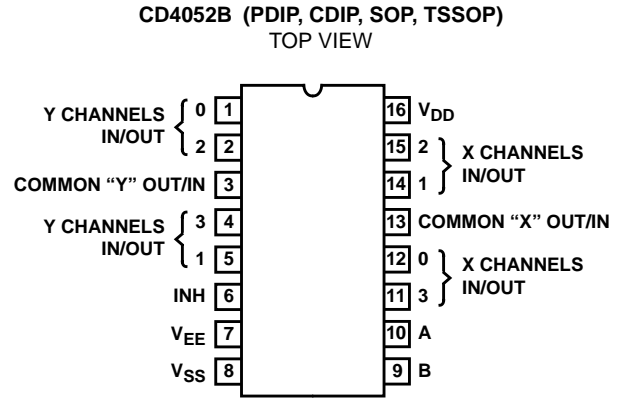 CD4052B (PDIP, CDIP, SOP, TSSOP)
TOP VIEW
Y CHANNELS
IN/OUT
0 1
2 2
COMMON “Y” OUT/IN 3
Y CHANNELS
IN/OUT
3 4
1 5
INH 6
VEE 7
VSS 8
16 VDD
15 2
14 1
X CHANNELS
IN/OUT
13 COMMON “X” OUT/IN
12 0
11 3
X CHANNELS
IN/OUT
10 A
9 B